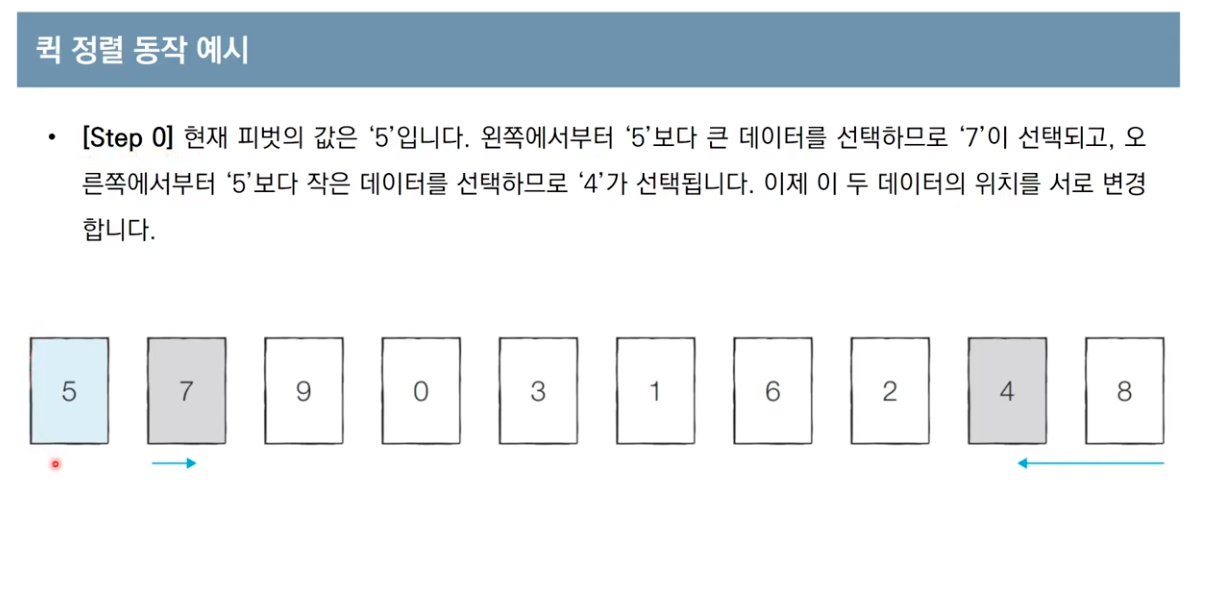 퀵 정렬 동작 예시
• [Step 0] 현재 피벗의 값은 ‘5’입니다. 왼쪽에서부터 ‘5’보다 큰 데이터를 선택하므로 ‘7’이 선택되고, 오
른쪽에서부터 ‘5’보다 작은 데이터를 선택하므로 ‘4’가 선택됩니다. 이제 이 두 데이터의 위치를 서로 변경
합니다.
5 7 9 0 3 1 6 2 4 8